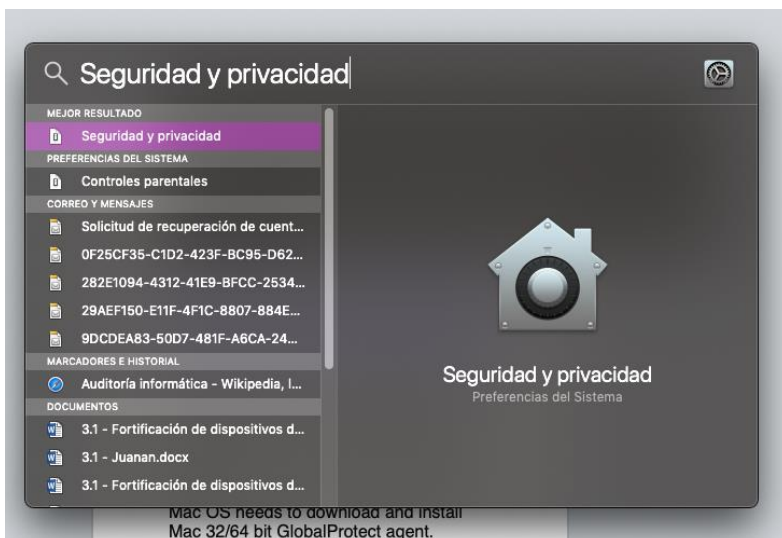 Seguridad y privacidad
MEJOR RESULTADO
Seguridad y privacidad
PREFERENCIAS DEL SISTEMA
Controles parentales
CORREO Y MENSAJES
Solicitud de recuperación de cuent...
0F25CF35-C1D2-423F-BC95-D62...
282E1094-4312-41E9-BFCC-2534...
29AEF150-E11F-4F1C-8807-884E...
9DCDEA83-50D7-481F-A6CA-24...
MARCADORES E HISTORIAL
Auditoría informática - Wikipedia, l...
DOCUMENTOS
3.1 - Fortificación de dispositivos d...
3.1 - Juanan.docx
3.1 - Fortificación de dispositivos d...
Seguridad y privacidad
Preferencias del Sistema
Mac OS needs to download and install
Mac 32/64 bit GlobalProtect agent.